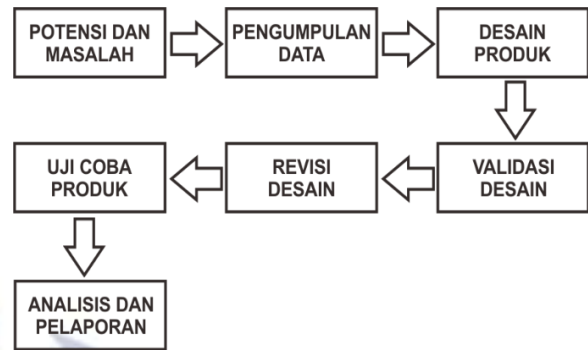 POTENSI DAN
MASALAH
PENGUMPULAN
DATA
DESAIN
PRODUK
VALIDASI
DESAIN
REVISI
DESAIN
UJI COBA
PRODUK
ANALISIS DAN
PELAPORAN